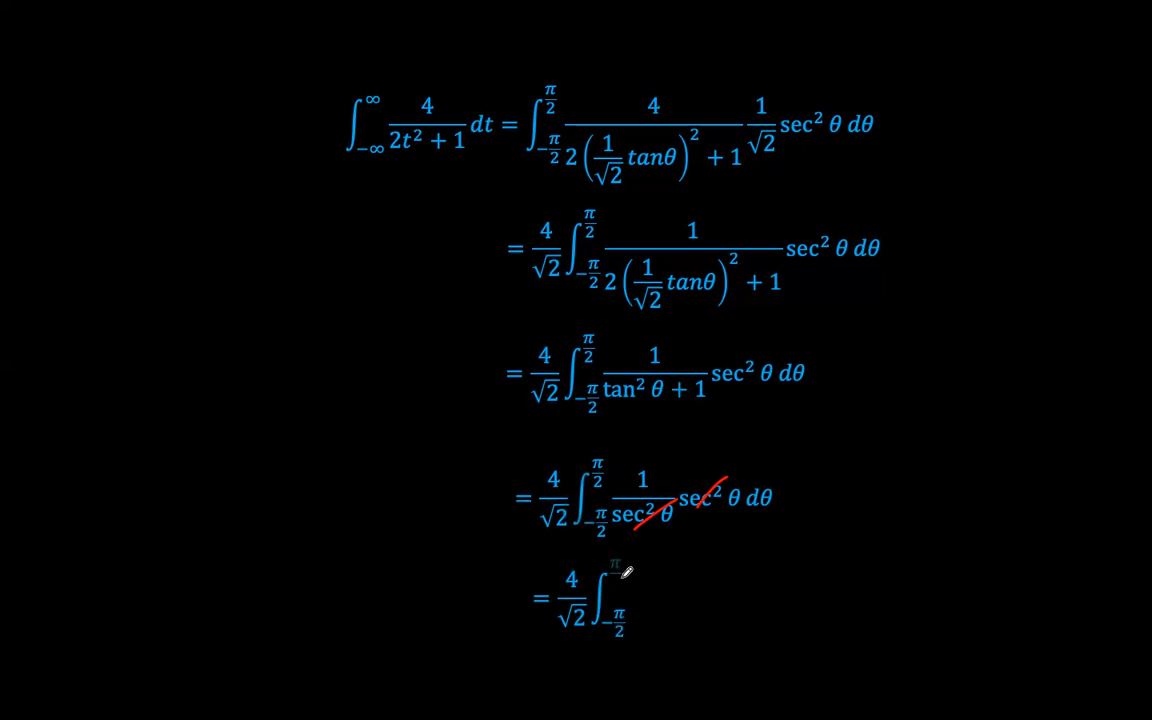 ∫_{-∞}^{∞} 4/(2t² + 1) dt = ∫_{-π/2}^{π/2} 4/(2(1/√2 tanθ)² + 1) 1/√2 sec² θ dθ
= 4/√2 ∫_{-π/2}^{π/2} 1/(2(1/√2 tanθ)² + 1) sec² θ dθ
= 4/√2 ∫_{-π/2}^{π/2} 1/(tan² θ + 1) sec² θ dθ
= 4/√2 ∫_{-π/2}^{π/2} 1/(sec² θ) sec² θ dθ
= 4/√2 ∫_{-π/2}^{π}